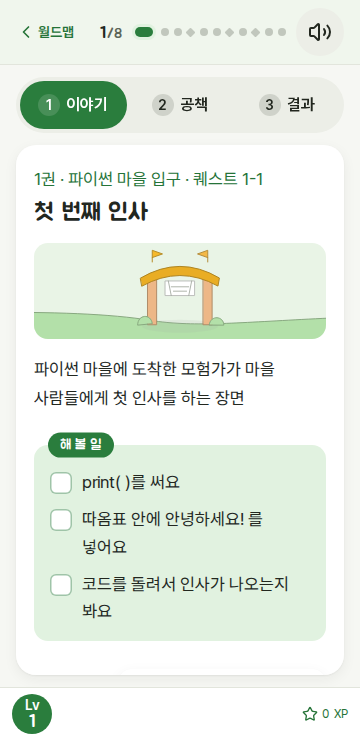 월드맵
1/8
1 이야기
2 공책
3 결과
1권 · 파이썬 마을 입구 · 퀘스트 1-1
첫 번째 인사
파이썬 마을에 도착한 모험가가 마을
사람들에게 첫 인사를 하는 장면
해볼 일
print( )를 써요
따옴표 안에 안녕하세요! 를
넣어요
코드를 돌려서 인사가 나오는지
봐요
Lv
1
0 XP